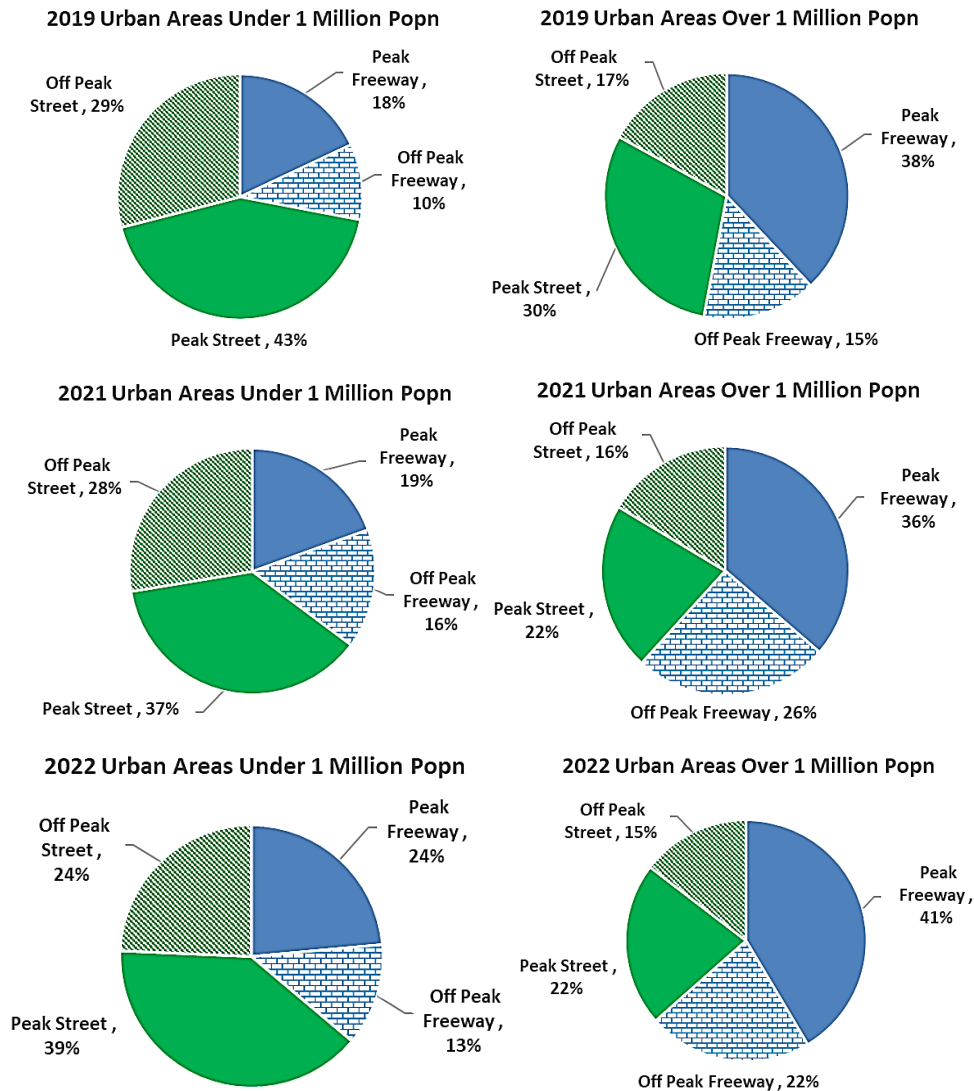 2019 Urban Areas Under 1 Million Popn
Off Peak
Street , 29%
Peak
Freeway ,
18%
Off Peak
Freeway ,
10%
Peak Street , 43%
2019 Urban Areas Over 1 Million Popn
Off Peak
Street , 17%
Peak
Freeway ,
38%
Peak Street ,
30%
Off Peak Freeway , 15%
2021 Urban Areas Under 1 Million Popn
Off Peak
Street , 28%
Peak
Freeway ,
19%
Off Peak
Freeway ,
16%
Peak Street , 37%
2021 Urban Areas Over 1 Million Popn
Off Peak
Street , 16%
Peak
Freeway ,
36%
Peak Street ,
22%
Off Peak Freeway , 26%
2022 Urban Areas Under 1 Million Popn
Off Peak
Street ,
24%
Peak
Freeway ,
24%
Off Peak
Freeway ,
13%
Peak Street ,
39%
2022 Urban Areas Over 1 Million Popn
Off Peak
Street , 15%
Peak
Freeway ,
41%
Peak Street ,
22%
Off Peak Freeway , 22%